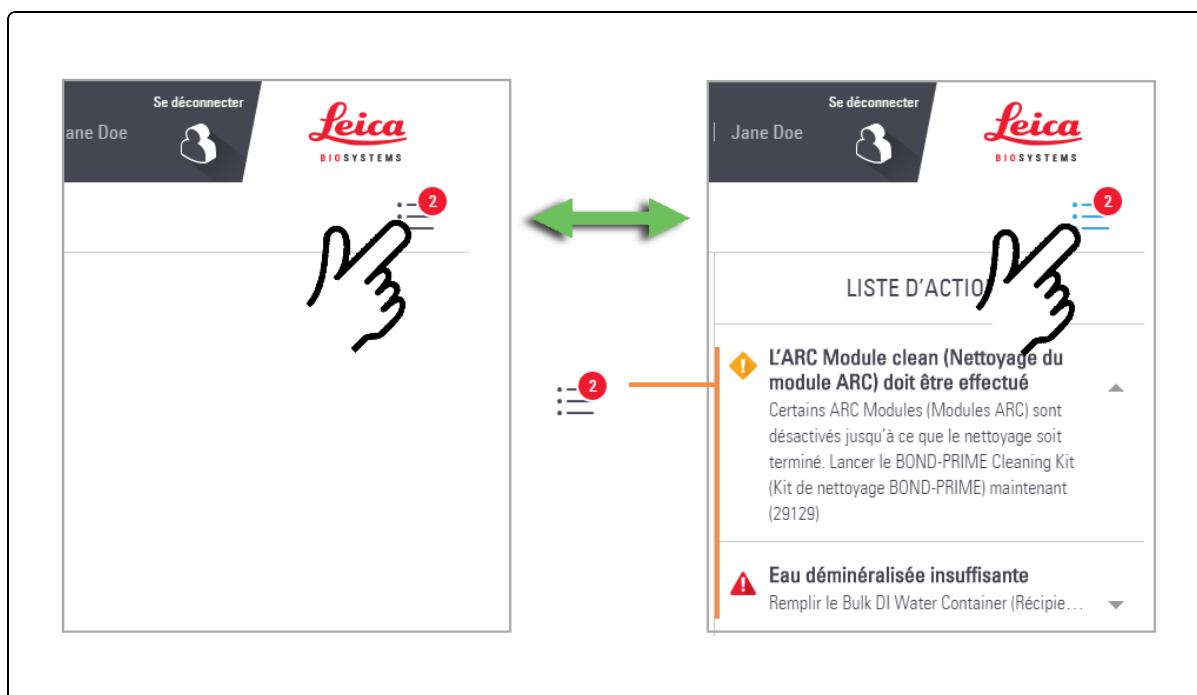 Se déconnecter
ane Doe
Leica
BIOSYSTEMS
2
Se déconnecter
Jane Doe
Leica
BIOSYSTEMS
2
LISTE D'ACTIO
2
L'ARC Module clean (Nettoyage du
module ARC) doit être effectué
Certains ARC Modules (Modules ARC) sont
désactivés jusqu'à ce que le nettoyage soit
terminé. Lancer le BOND-PRIME Cleaning Kit
(Kit de nettoyage BOND-PRIME) maintenant
(29129)
Eau déminéralisée insuffisante
Remplir le Bulk DI Water Container (Récipie…